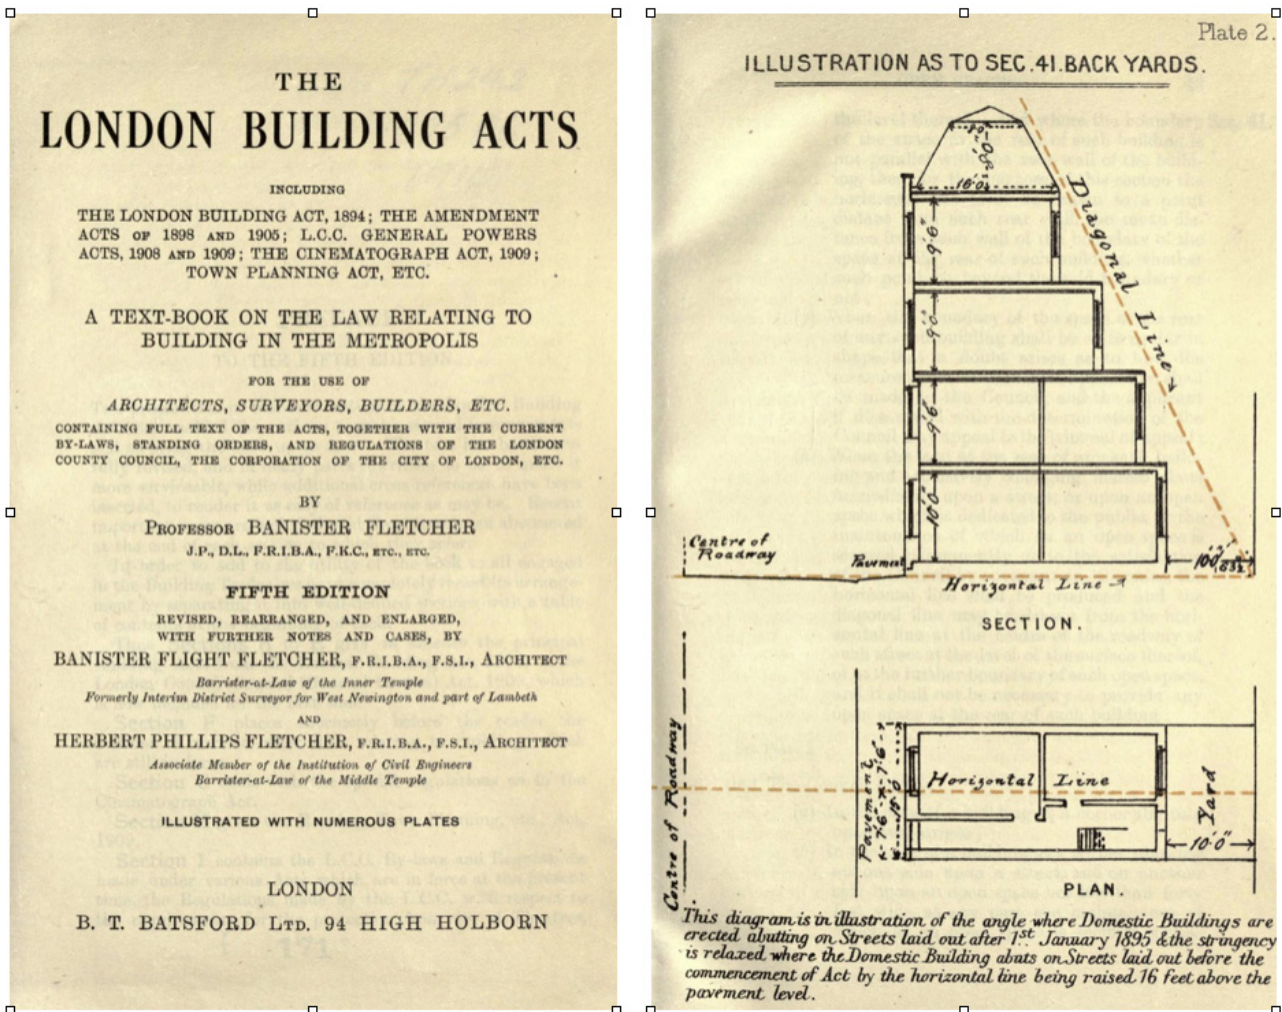 THE
LONDON BUILDING ACTS
INCLUDING
THE LONDON BUILDING ACT, 1894; THE AMENDMENT
ACTS OF 1898 AND 1905; L.C.C. GENERAL POWERS
ACTS, 1908 AND 1909; THE CINEMATOGRAPH ACT, 1909;
TOWN PLANNING ACT, ETC.
A TEXT-BOOK ON THE LAW RELATING TO
BUILDING IN THE METROPOLIS
FOR THE USE OF
ARCHITECTS, SURVEYORS, BUILDERS, ETC.
CONTAINING FULL TEXT OF THE ACTS, TOGETHER WITH THE CURRENT
BY-LAWS, STANDING ORDERS, AND REGULATIONS OF THE LONDON
COUNTY COUNCIL, THE CORPORATION OF THE CITY OF LONDON, ETC.
BY
PROFESSOR BANISTER FLETCHER
J.P., D.L., F.R.I.B.A., F.K.C., ETC., ETC.
FIFTH EDITION
REVISED, REARRANGED, AND ENLARGED,
WITH FURTHER NOTES AND CASES, BY
BANISTER FLIGHT FLETCHER, F.R.I.B.A., F.S.I., ARCHITECT
Barrister-at-Law of the Inner Temple
Formerly Interim District Surveyor for West Newington and part of Lambeth
AND
HERBERT PHILLIPS FLETCHER, F.R.I.B.A., F.S.I., ARCHITECT
Associate Member of the Institution of Civil Engineers
Barrister-at-Law of the Middle Temple
ILLUSTRATED WITH NUMEROUS PLATES
LONDON
B. T. BATSFORD LTD. 94 HIGH HOLBORN
Plate 2.
ILLUSTRATION AS TO SEC. 41. BACK YARDS.
16'0"
Diagonal Line
9'6"
9'0"
9'6"
10'0"
Centre of
Roadway
Pavement
10'0"
63½°
Horizontal Line
SECTION.
Centre of Roadway
Pavement
7'6"
15'0"
7'6"
Horizontal Line
Yard
10'0"
PLAN.
This diagram is in illustration of the angle where Domestic Buildings are
erected abutting on Streets laid out after 1st January 1895 & the stringency
is relaxed where the Domestic Building abuts on Streets laid out before the
commencement of Act by the horizontal line being raised 16 feet above the
pavement level.